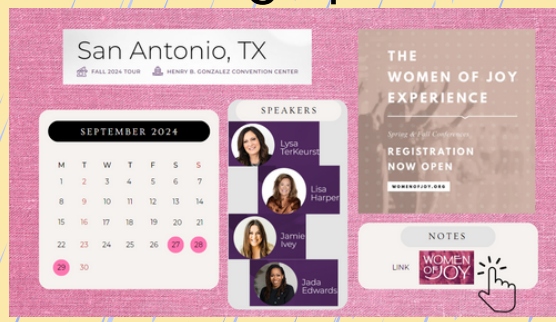 San Antonio, TX
FALL 2024 TOUR HENRY B. GONZALEZ CONVENTION CENTER
SEPTEMBER 2024
M T W T F S S
1 2 3 4 5 6 7
8 9 10 11 12 13 14
15 16 17 18 19 20 21
22 23 24 25 26 27 28
29 30
SPEAKERS
Lysa
TerKeurst
Lisa
Harper
Jamie
Ivey
Jada
Edwards
THE
WOMEN OF JOY
EXPERIENCE
Spring & Fall Conferences
REGISTRATION
NOW OPEN
WOMENOFJOY.ORG
NOTES
LINK
WOMEN
OF JOY